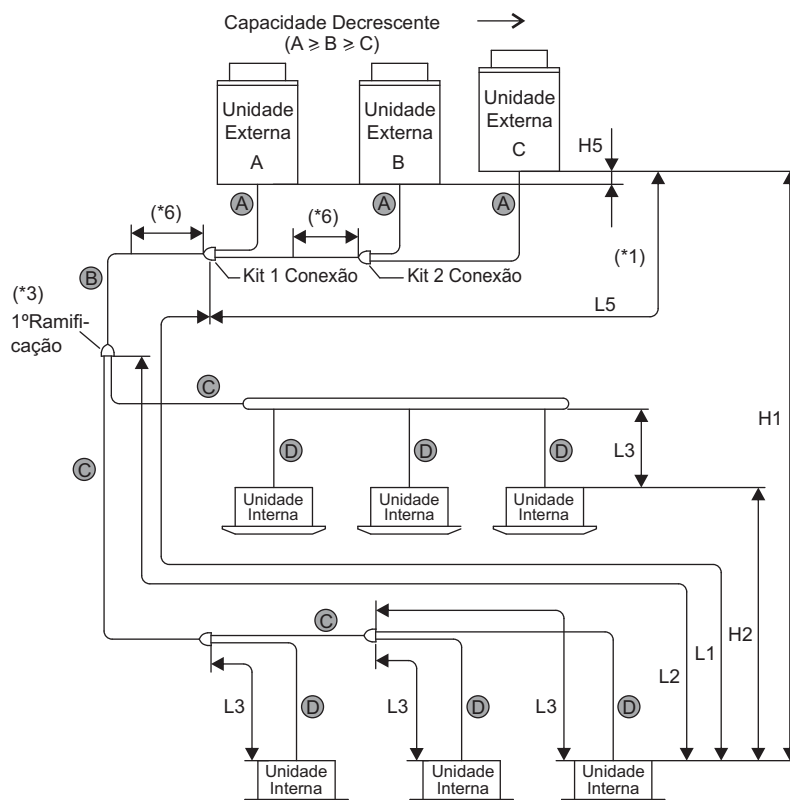 Capacidade Decrescente
(A ⩾ B ⩾ C)
Unidade
Externa
A
Unidade
Externa
B
Unidade
Externa
C
H5
A
A
A
(*6)
(*6)
(*1)
Kit 1 Conexão
Kit 2 Conexão
B
(*3)
1ºRamifi-
cação
L5
C
H1
C
D
D
D
L3
Unidade
Interna
Unidade
Interna
Unidade
Interna
C
H2
L1
L2
L3
D
L3
D
L3
D
Unidade
Interna
Unidade
Interna
Unidade
Interna